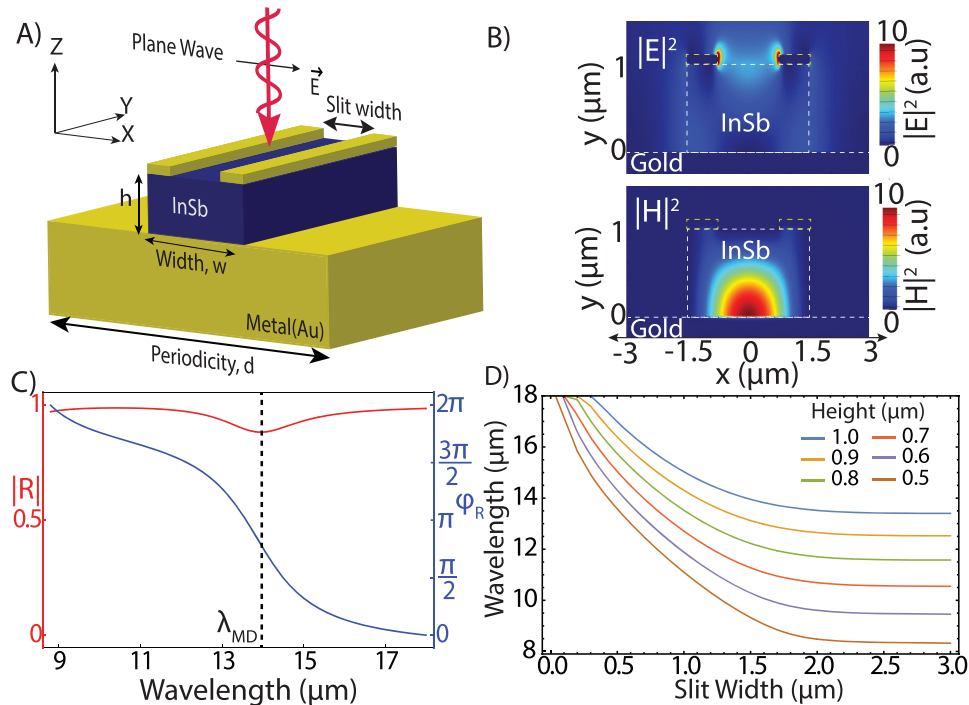 A)
Z
Y
X
Plane Wave
E
Slit width
h
InSb
Width, w
Metal(Au)
Periodicity, d
B)
|E|²
10
|E|² (a.u)
0
1
y (μm)
0
InSb
Gold
|H|²
10
|H|² (a.u)
0
1
y (μm)
0
InSb
Gold
-3 -1.5 0 1.5 3
x (μm)
C)
1
|R|
0.5
0
2π
3π/2
π
φR
π/2
0
λMD
9 11 13 15 17
Wavelength (μm)
D)
18
16
14
12
10
8
Wavelength (μm)
Height (μm)
1.0 0.7
0.9 0.6
0.8 0.5
0.0 0.5 1.0 1.5 2.0 2.5 3.0
Slit Width (μm)